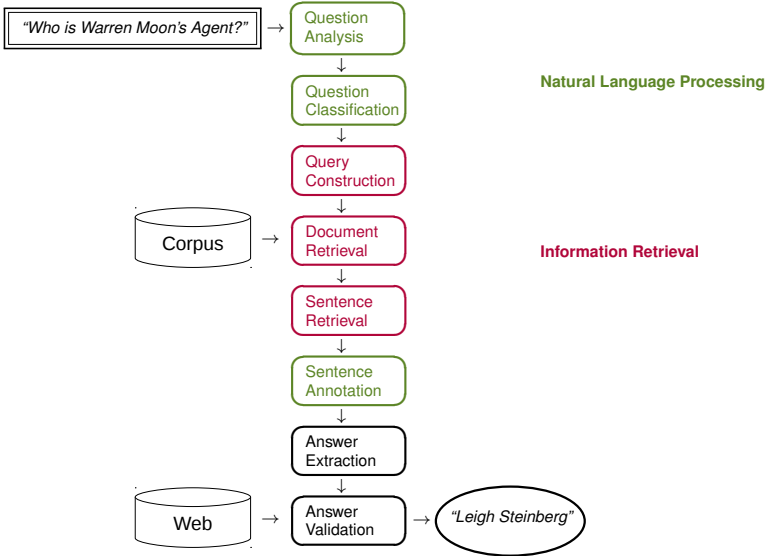 “Who is Warren Moon’s Agent?”
Question
Analysis
Question
Classification
Natural Language Processing
Query
Construction
Corpus
Document
Retrieval
Information Retrieval
Sentence
Retrieval
Sentence
Annotation
Answer
Extraction
Web
Answer
Validation
“Leigh Steinberg”